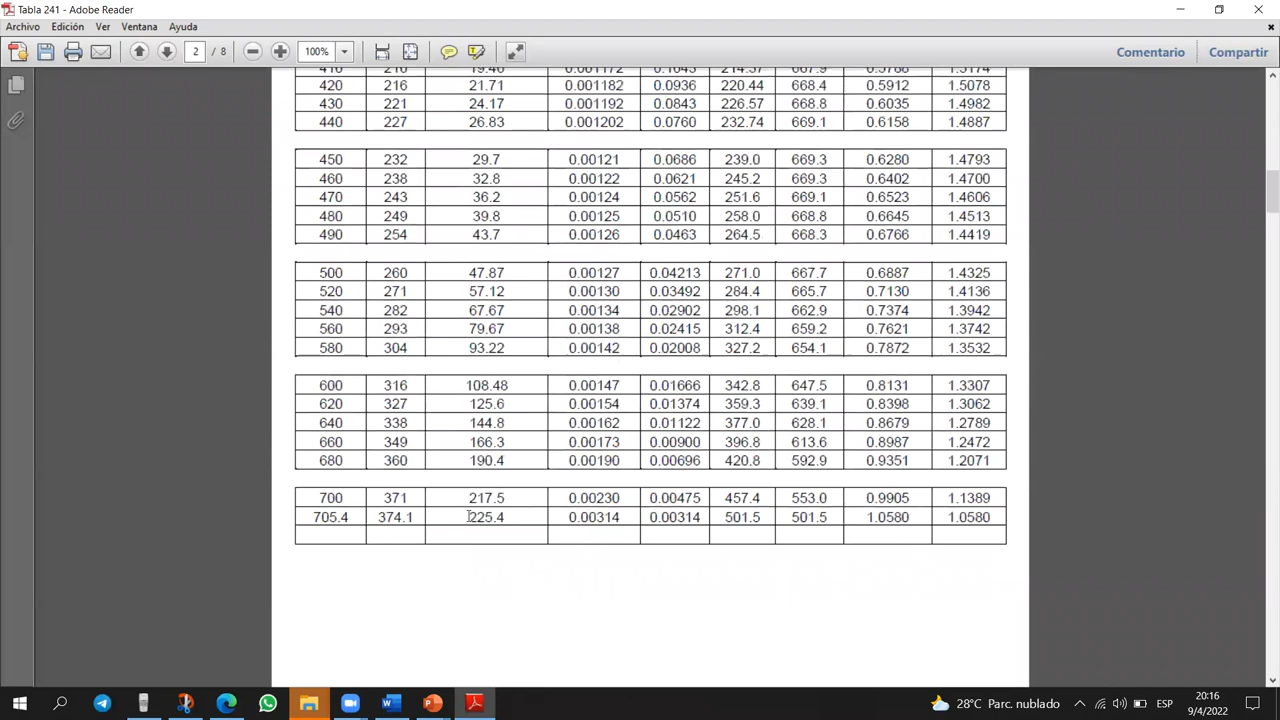 Tabla 241 - Adobe Reader
Archivo Edición Ver Ventana Ayuda
2 / 8 100% Comentario Compartir
410 210 19.40 0.001172 0.1043 214.37 667.9 0.5788 1.5174
420 216 21.71 0.001182 0.0936 220.44 668.4 0.5912 1.5078
430 221 24.17 0.001192 0.0843 226.57 668.8 0.6035 1.4982
440 227 26.83 0.001202 0.0760 232.74 669.1 0.6158 1.4887
450 232 29.7 0.00121 0.0686 239.0 669.3 0.6280 1.4793
460 238 32.8 0.00122 0.0621 245.2 669.3 0.6402 1.4700
470 243 36.2 0.00124 0.0562 251.6 669.1 0.6523 1.4606
480 249 39.8 0.00125 0.0510 258.0 668.8 0.6645 1.4513
490 254 43.7 0.00126 0.0463 264.5 668.3 0.6766 1.4419
500 260 47.87 0.00127 0.04213 271.0 667.7 0.6887 1.4325
520 271 57.12 0.00130 0.03492 284.4 665.7 0.7130 1.4136
540 282 67.67 0.00134 0.02902 298.1 662.9 0.7374 1.3942
560 293 79.67 0.00138 0.02415 312.4 659.2 0.7621 1.3742
580 304 93.22 0.00142 0.02008 327.2 654.1 0.7872 1.3532
600 316 108.48 0.00147 0.01666 342.8 647.5 0.8131 1.3307
620 327 125.6 0.00154 0.01374 359.3 639.1 0.8398 1.3062
640 338 144.8 0.00162 0.01122 377.0 628.1 0.8679 1.2789
660 349 166.3 0.00173 0.00900 396.8 613.6 0.8987 1.2472
680 360 190.4 0.00190 0.00696 420.8 592.9 0.9351 1.2071
700 371 217.5 0.00230 0.00475 457.4 553.0 0.9905 1.1389
705.4 374.1 225.4 0.00314 0.00314 501.5 501.5 1.0580 1.0580
28°C Parc. nublado ESP 20:16
9/4/2022